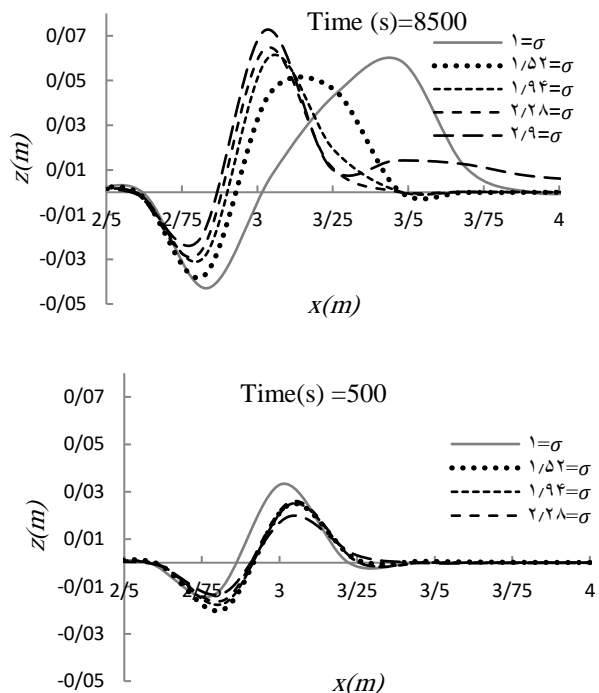 Time (s)=8500
۱=σ
۱٫۵۲=σ
۱٫۹۴=σ
۲٫۲۸=σ
۲٫۹=σ
0/07
0/05
0/03
0/01
-0/01
-0/03
-0/05
z(m)
2/5 2/75 3 3/25 3/5 3/75 4
x(m)
Time(s) =500
۱=σ
۱٫۵۲=σ
۱٫۹۴=σ
۲٫۲۸=σ
0/07
0/05
0/03
0/01
-0/01
-0/03
-0/05
z(m)
2/5 2/75 3 3/25 3/5 3/75 4
x(m)